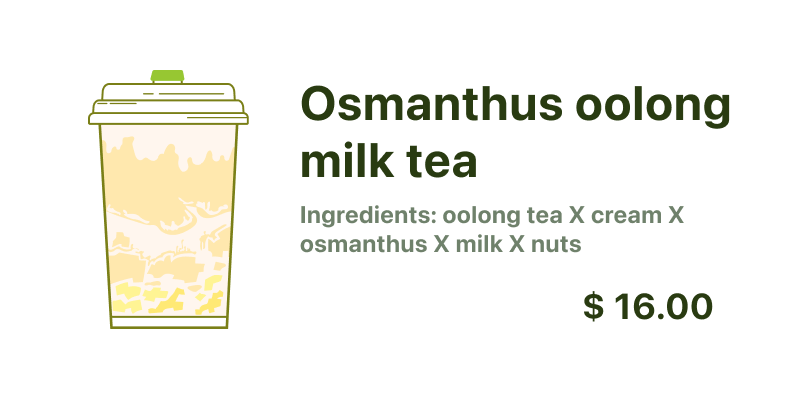 Osmanthus oolong
milk tea
Ingredients: oolong tea X cream X
osmanthus X milk X nuts
$ 16.00